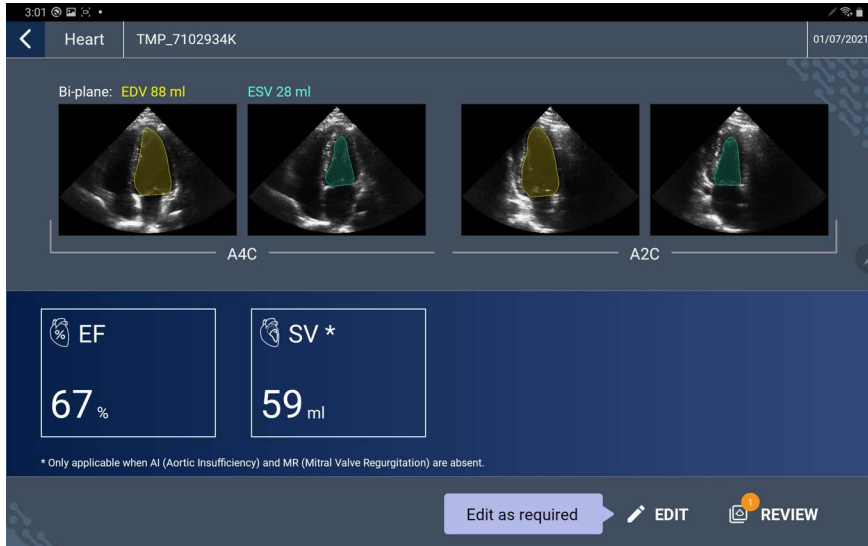 3:01
Heart TMP_7102934K 01/07/2021
Bi-plane: EDV 88 ml ESV 28 ml
A4C A2C
% EF SV *
67 % 59 ml
* Only applicable when AI (Aortic Insufficiency) and MR (Mitral Valve Regurgitation) are absent.
Edit as required EDIT 1 REVIEW